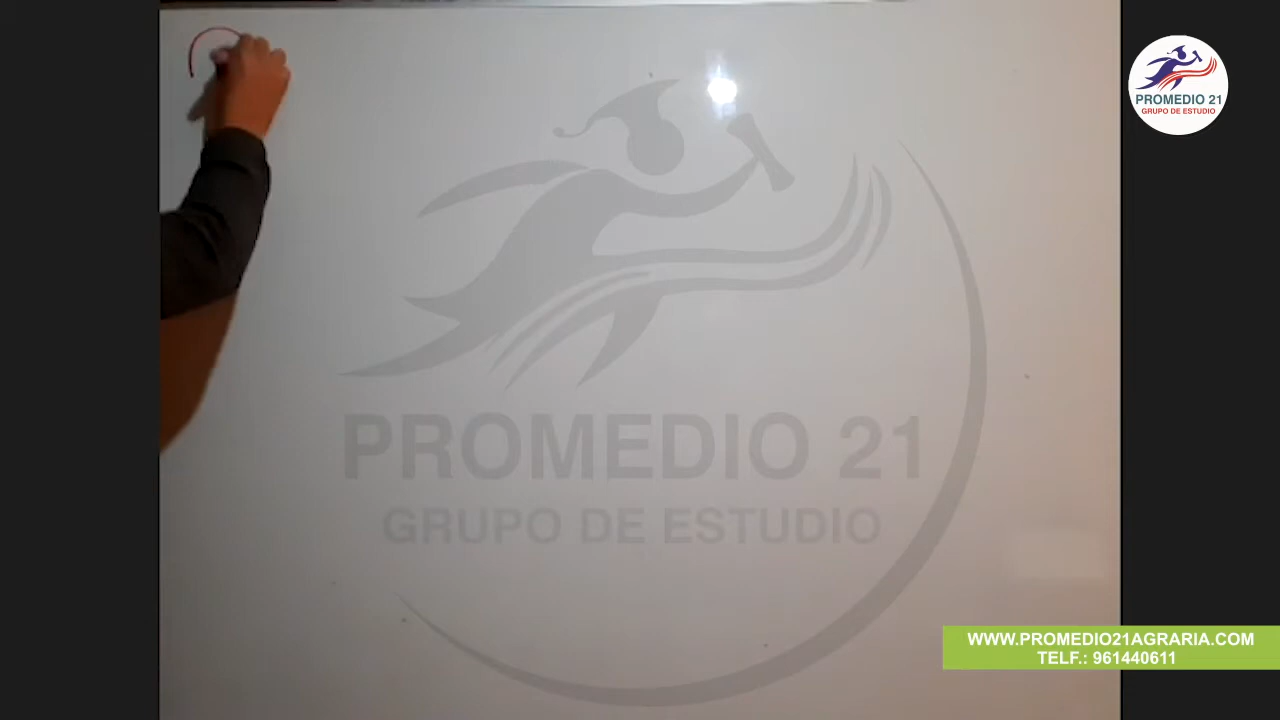 PROMEDIO 21
GRUPO DE ESTUDIO
PROMEDIO 21
GRUPO DE ESTUDIO
WWW.PROMEDIO21AGRARIA.COM
TELF.: 961440611